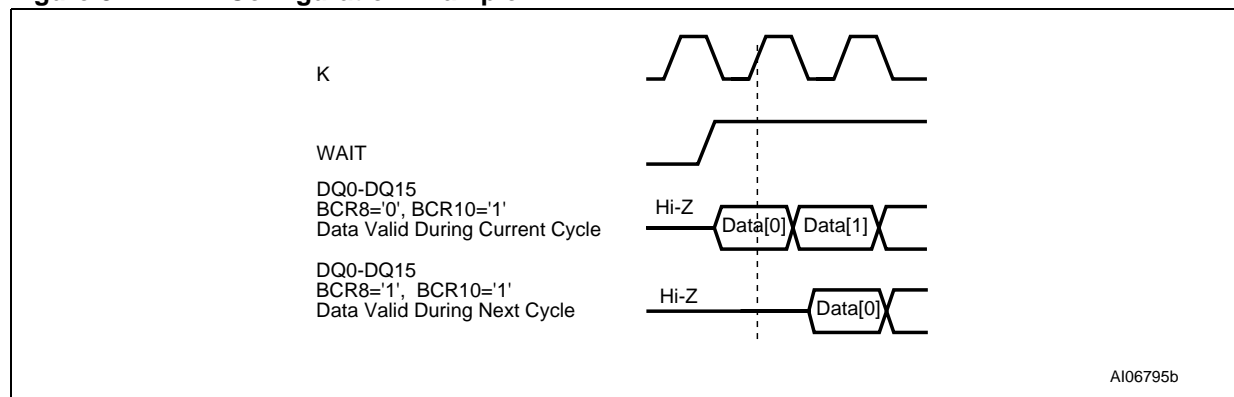 K
WAIT
DQ0-DQ15
BCR8='0', BCR10='1'
Data Valid During Current Cycle
Hi-Z
Data[0]
Data[1]
DQ0-DQ15
BCR8='1', BCR10='1'
Data Valid During Next Cycle
Hi-Z
Data[0]
AI06795b